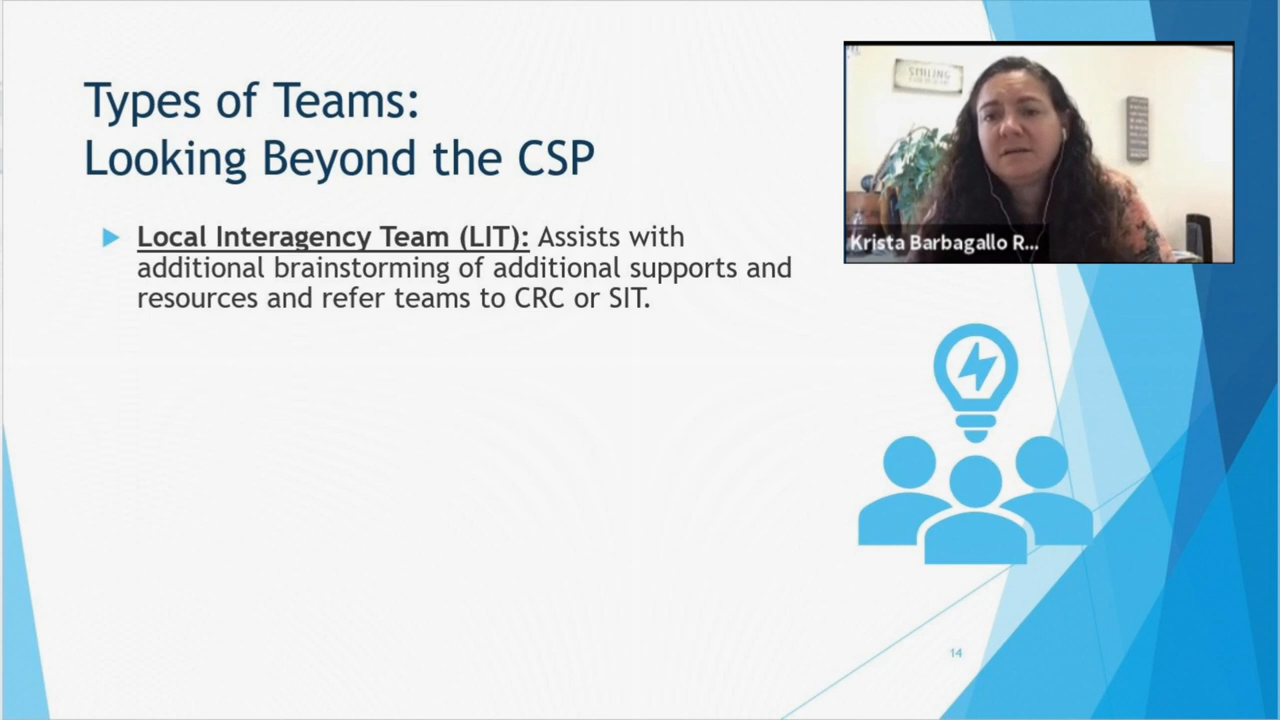 Types of Teams:
Looking Beyond the CSP
Local Interagency Team (LIT): Assists with
additional brainstorming of additional supports and
resources and refer teams to CRC or SIT.
SMILING
Krista Barbagallo R...
14